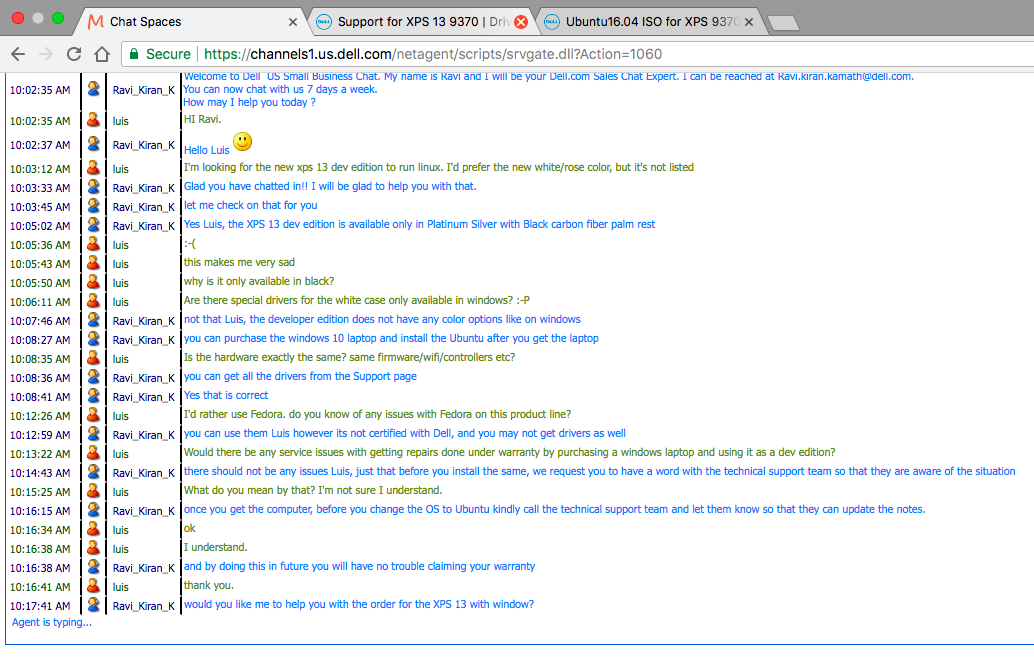 Chat Spaces
Support for XPS 13 9370 | Driv
Ubuntu16.04 ISO for XPS 9370
Secure https://channels1.us.dell.com/netagent/scripts/srvgate.dll?Action=1060
Welcome to Dell US Small Business Chat. My name is Ravi and I will be your Dell.com Sales Chat Expert. I can be reached at Ravi.kiran.kamath@dell.com.
10:02:35 AM Ravi_Kiran_K You can now chat with us 7 days a week.
How may I help you today ?
10:02:35 AM luis HI Ravi.
10:02:37 AM Ravi_Kiran_K Hello Luis
10:03:12 AM luis I'm looking for the new xps 13 dev edition to run linux. I'd prefer the new white/rose color, but it's not listed
10:03:33 AM Ravi_Kiran_K Glad you have chatted in!! I will be glad to help you with that.
10:03:45 AM Ravi_Kiran_K let me check on that for you
10:05:02 AM Ravi_Kiran_K Yes Luis, the XPS 13 dev edition is available only in Platinum Silver with Black carbon fiber palm rest
10:05:36 AM luis :-(
10:05:43 AM luis this makes me very sad
10:05:50 AM luis why is it only available in black?
10:06:11 AM luis Are there special drivers for the white case only available in windows? :-P
10:07:46 AM Ravi_Kiran_K not that Luis, the developer edition does not have any color options like on windows
10:08:27 AM Ravi_Kiran_K you can purchase the windows 10 laptop and install the Ubuntu after you get the laptop
10:08:35 AM luis Is the hardware exactly the same? same firmware/wifi/controllers etc?
10:08:36 AM Ravi_Kiran_K you can get all the drivers from the Support page
10:08:41 AM Ravi_Kiran_K Yes that is correct
10:12:26 AM luis I'd rather use Fedora. do you know of any issues with Fedora on this product line?
10:12:59 AM Ravi_Kiran_K you can use them Luis however its not certified with Dell, and you may not get drivers as well
10:13:22 AM luis Would there be any service issues with getting repairs done under warranty by purchasing a windows laptop and using it as a dev edition?
10:14:43 AM Ravi_Kiran_K there should not be any issues Luis, just that before you install the same, we request you to have a word with the technical support team so that they are aware of the situation
10:15:25 AM luis What do you mean by that? I'm not sure I understand.
10:16:15 AM Ravi_Kiran_K once you get the computer, before you change the OS to Ubuntu kindly call the technical support team and let them know so that they can update the notes.
10:16:34 AM luis ok
10:16:38 AM luis I understand.
10:16:38 AM Ravi_Kiran_K and by doing this in future you will have no trouble claiming your warranty
10:16:41 AM luis thank you.
10:17:41 AM Ravi_Kiran_K would you like me to help you with the order for the XPS 13 with window?
Agent is typing...